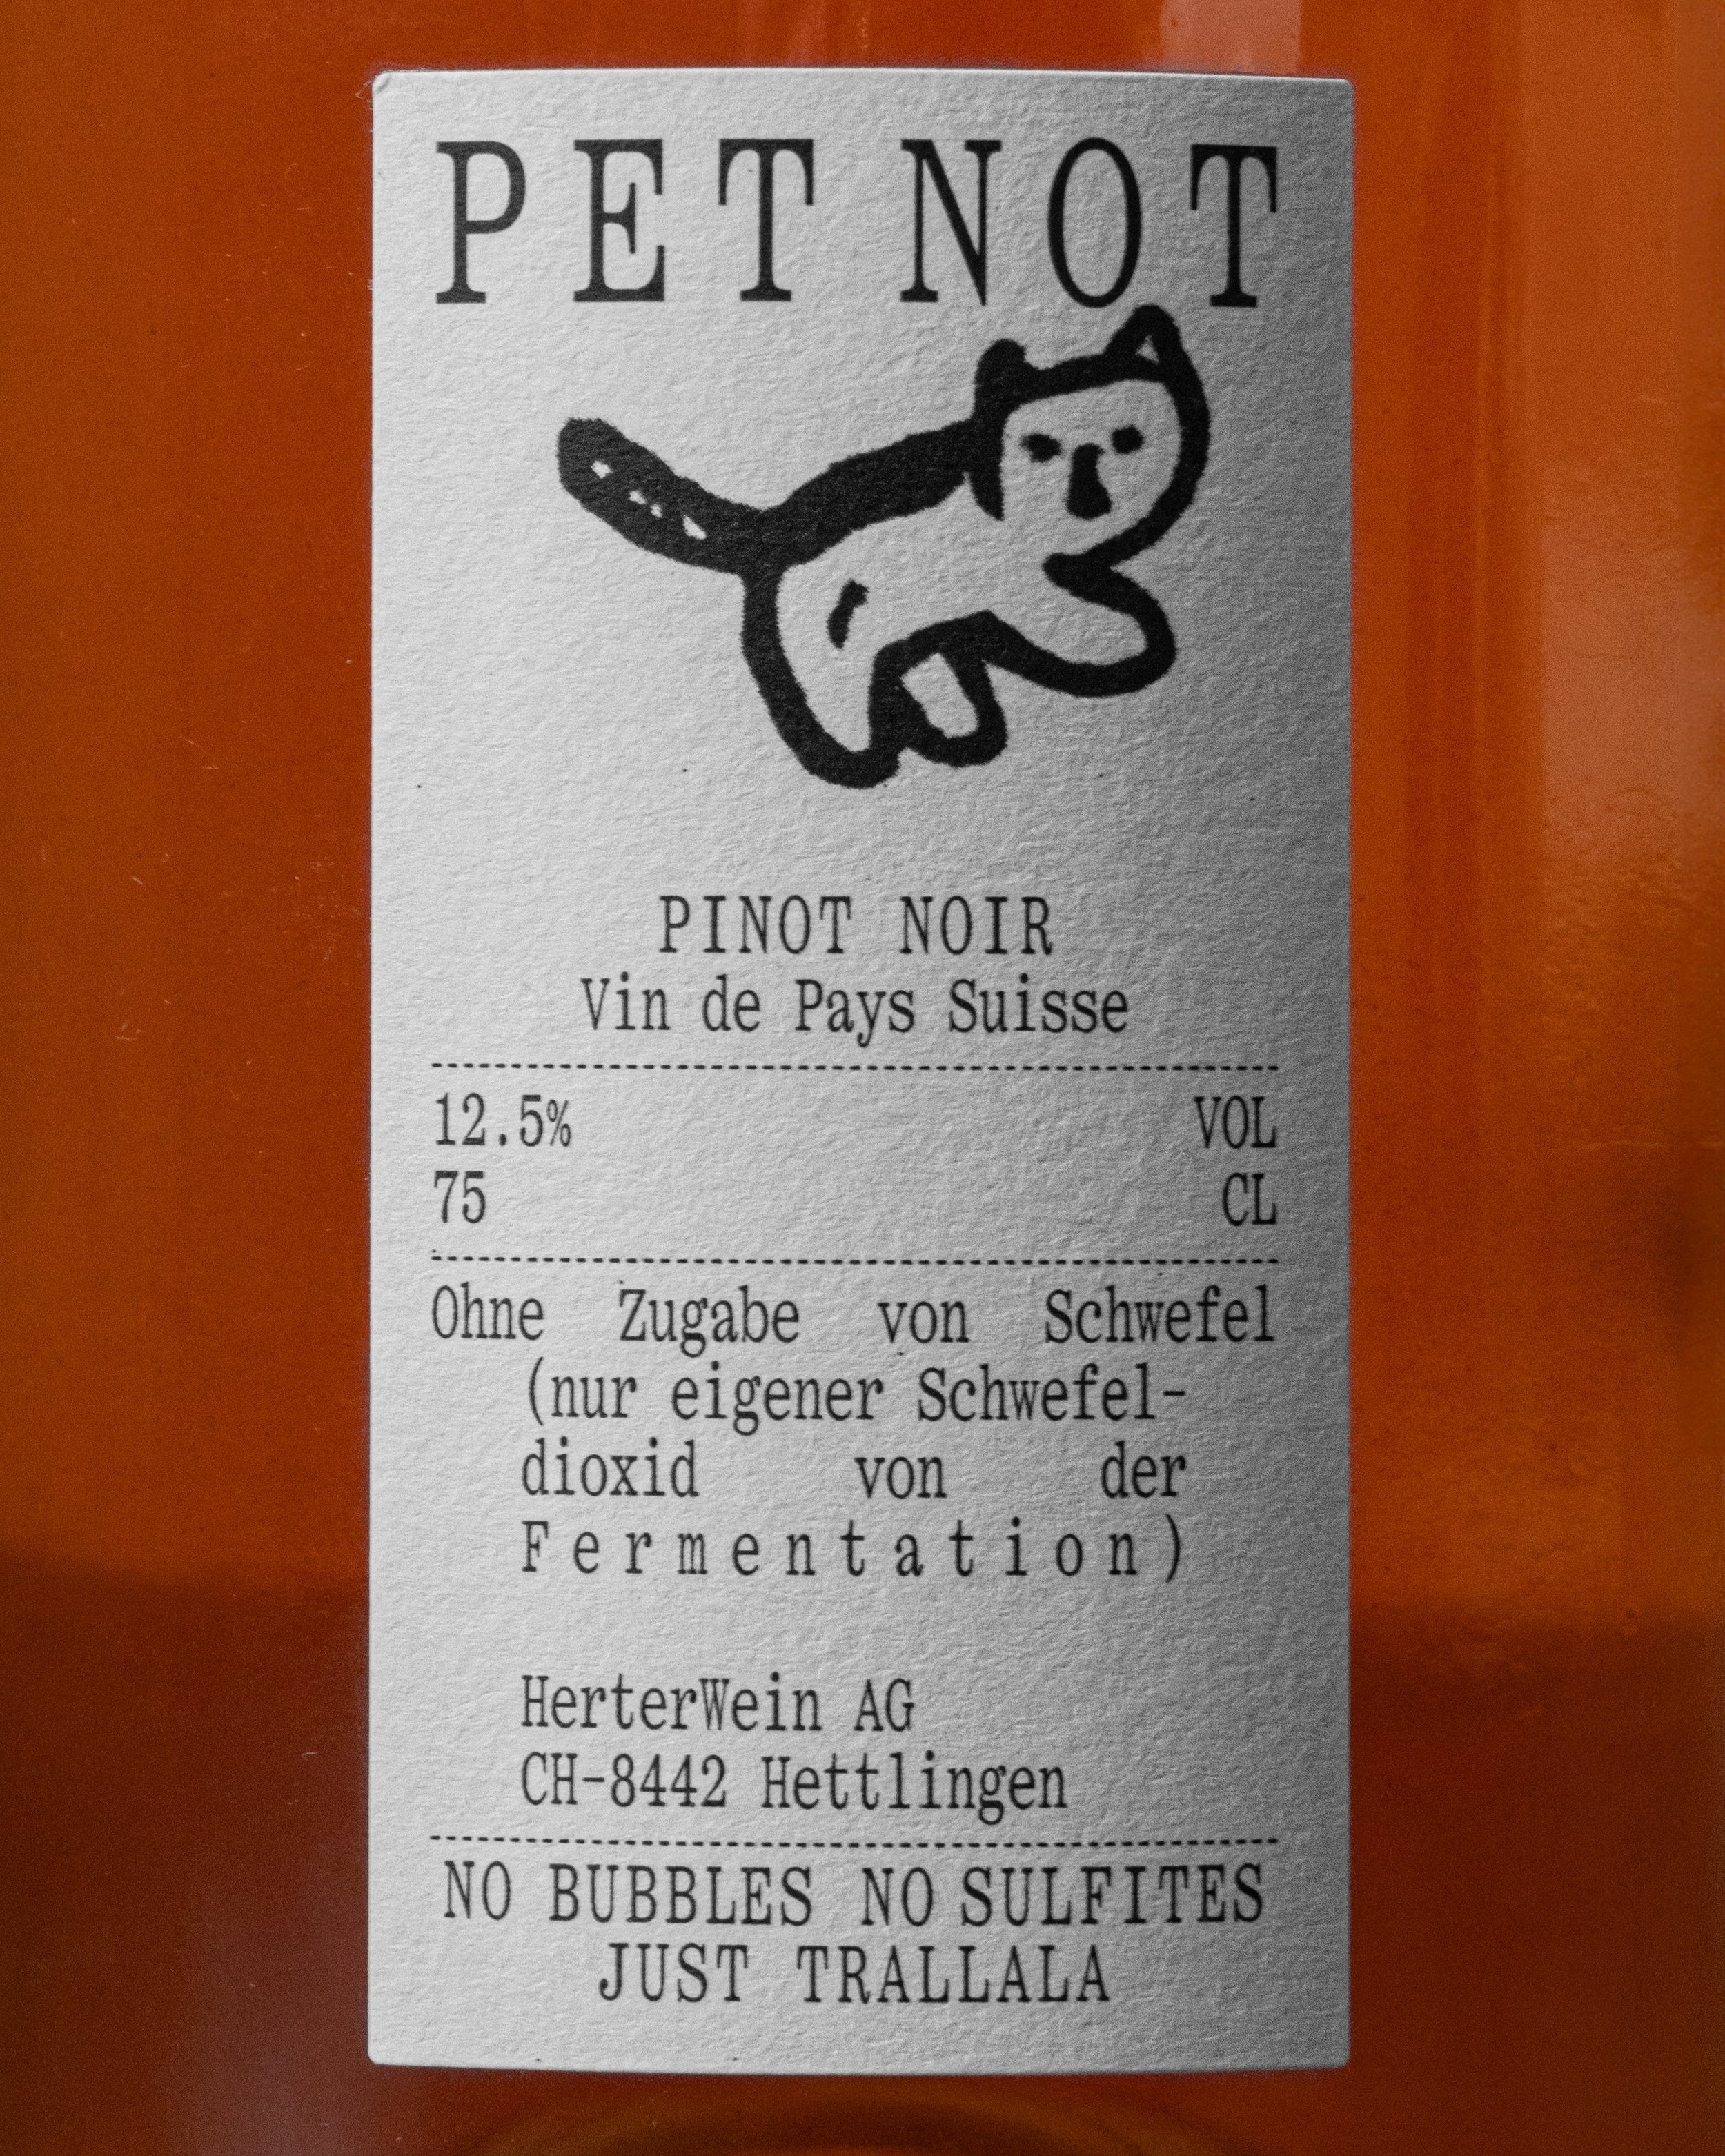 PET NOT
PINOT NOIR
Vin de Pays Suisse
12.5% VOL
75 CL
Ohne Zugabe von Schwefel
(nur eigener Schwefel-
dioxid von der
Fermentation)
HerterWein AG
CH-8442 Hettlingen
NO BUBBLES NO SULFITES
JUST TRALLALA